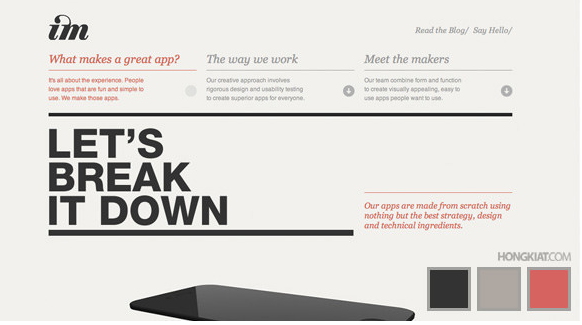 im
Read the Blog/ Say Hello/
What makes a great app?
It's all about the experience. People
love apps that are fun and simple to
use. We make those apps.
The way we work
Our creative approach involves
rigorous design and usability testing
to create superior apps for everyone.
Meet the makers
Our team combine form and function
to create visually appealing, easy to
use apps people want to use.
LET'S
BREAK
IT DOWN
Our apps are made from scratch using
nothing but the best strategy, design
and technical ingredients.
HONGKIAT.COM